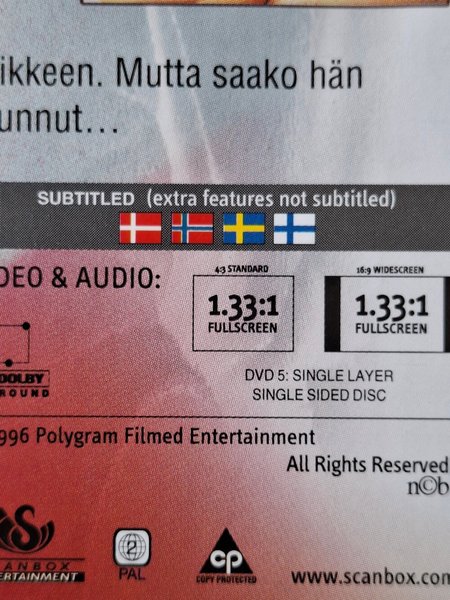 ikkeen. Mutta saako hän
unnut...
SUBTITLED (extra features not subtitled)
DEO & AUDIO:
4:3 STANDARD
1.33:1
FULLSCREEN
16:9 WIDESCREEN
1.33:1
FULLSCREEN
DOLBY
ROUND
DVD 5: SINGLE LAYER
SINGLE SIDED DISC
996 Polygram Filmed Entertainment
All Rights Reserved
n©b
S
CANBOX
ERTAINMENT
2
PAL
cp
COPY PROTECTED
www.scanbox.com